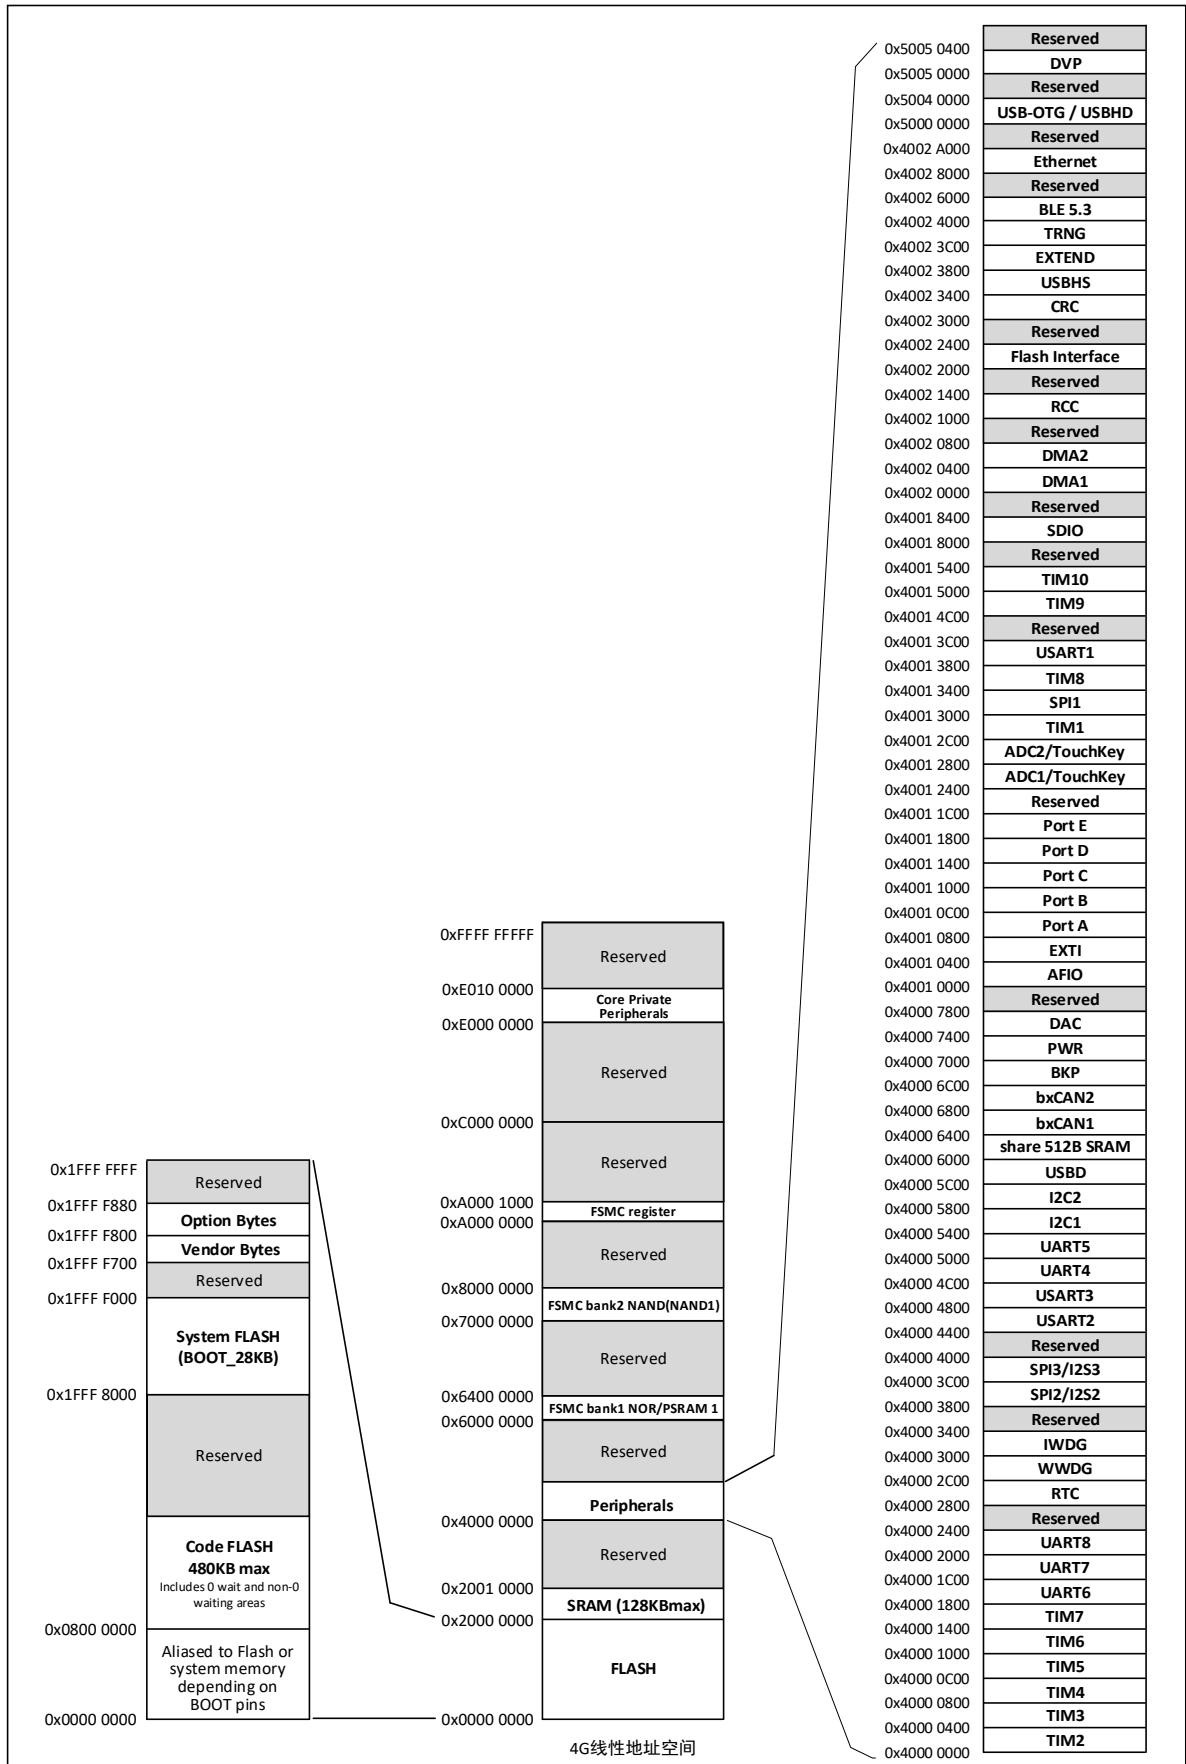 0x1FFF FFFF
Reserved
0x1FFF F880
Option Bytes
0x1FFF F800
Vendor Bytes
0x1FFF F700
Reserved
0x1FFF F000
System FLASH
(BOOT_28KB)
0x1FFF 8000
Reserved
Code FLASH
480KB max
Includes 0 wait and non-0
waiting areas
0x0800 0000
Aliased to Flash or
system memory
depending on
BOOT pins
0x0000 0000
0xFFFF FFFFF
Reserved
0xE010 0000
Core Private
Peripherals
0xE000 0000
Reserved
0xC000 0000
Reserved
0xA000 1000
FSMC register
0xA000 0000
Reserved
0x8000 0000
FSMC bank2 NAND(NAND1)
0x7000 0000
Reserved
0x6400 0000
FSMC bank1 NOR/PSRAM 1
0x6000 0000
Reserved
Peripherals
0x4000 0000
Reserved
0x2001 0000
SRAM (128KBmax)
0x2000 0000
FLASH
0x0000 0000
4G线性地址空间
Reserved
0x5005 0400
DVP
0x5005 0000
Reserved
0x5004 0000
USB-OTG / USBHD
0x5000 0000
Reserved
0x4002 A000
Ethernet
0x4002 8000
Reserved
0x4002 6000
BLE 5.3
0x4002 4000
TRNG
0x4002 3C00
EXTEND
0x4002 3800
USBHS
0x4002 3400
CRC
0x4002 3000
Reserved
0x4002 2400
Flash Interface
0x4002 2000
Reserved
0x4002 1400
RCC
0x4002 1000
Reserved
0x4002 0800
DMA2
0x4002 0400
DMA1
0x4002 0000
Reserved
0x4001 8400
SDIO
0x4001 8000
Reserved
0x4001 5400
TIM10
0x4001 5000
TIM9
0x4001 4C00
Reserved
0x4001 3C00
USART1
0x4001 3800
TIM8
0x4001 3400
SPI1
0x4001 3000
TIM1
0x4001 2C00
ADC2/TouchKey
0x4001 2800
ADC1/TouchKey
0x4001 2400
Reserved
0x4001 1C00
Port E
0x4001 1800
Port D
0x4001 1400
Port C
0x4001 1000
Port B
0x4001 0C00
Port A
0x4001 0800
EXTI
0x4001 0400
AFIO
0x4001 0000
Reserved
0x4000 7800
DAC
0x4000 7400
PWR
0x4000 7000
BKP
0x4000 6C00
bxCAN2
0x4000 6800
bxCAN1
0x4000 6400
share 512B SRAM
0x4000 6000
USBD
0x4000 5C00
I2C2
0x4000 5800
I2C1
0x4000 5400
UART5
0x4000 5000
UART4
0x4000 4C00
USART3
0x4000 4800
USART2
0x4000 4400
Reserved
0x4000 4000
SPI3/I2S3
0x4000 3C00
SPI2/I2S2
0x4000 3800
Reserved
0x4000 3400
IWDG
0x4000 3000
WWDG
0x4000 2C00
RTC
0x4000 2800
Reserved
0x4000 2400
UART8
0x4000 2000
UART7
0x4000 1C00
UART6
0x4000 1800
TIM7
0x4000 1400
TIM6
0x4000 1000
TIM5
0x4000 0C00
TIM4
0x4000 0800
TIM3
0x4000 0400
TIM2
0x4000 0000